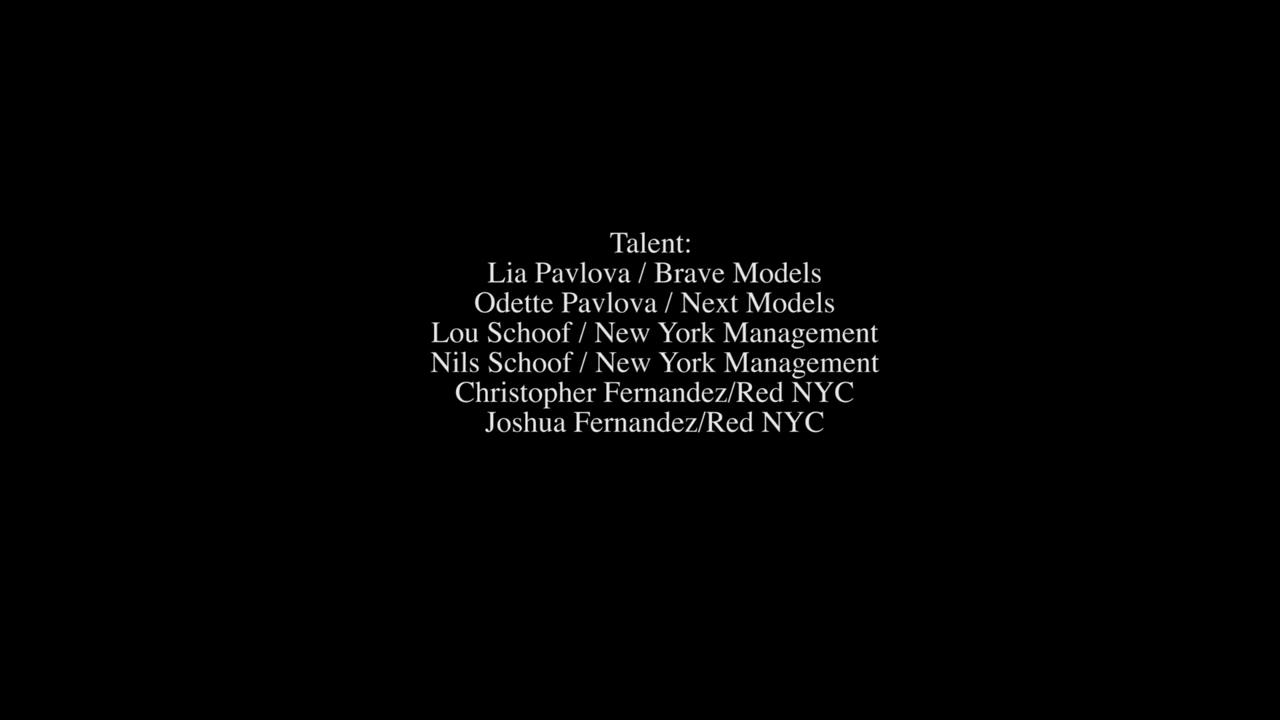 Talent:
Lia Pavlova / Brave Models
Odette Pavlova / Next Models
Lou Schoof / New York Management
Nils Schoof / New York Management
Christopher Fernandez/Red NYC
Joshua Fernandez/Red NYC